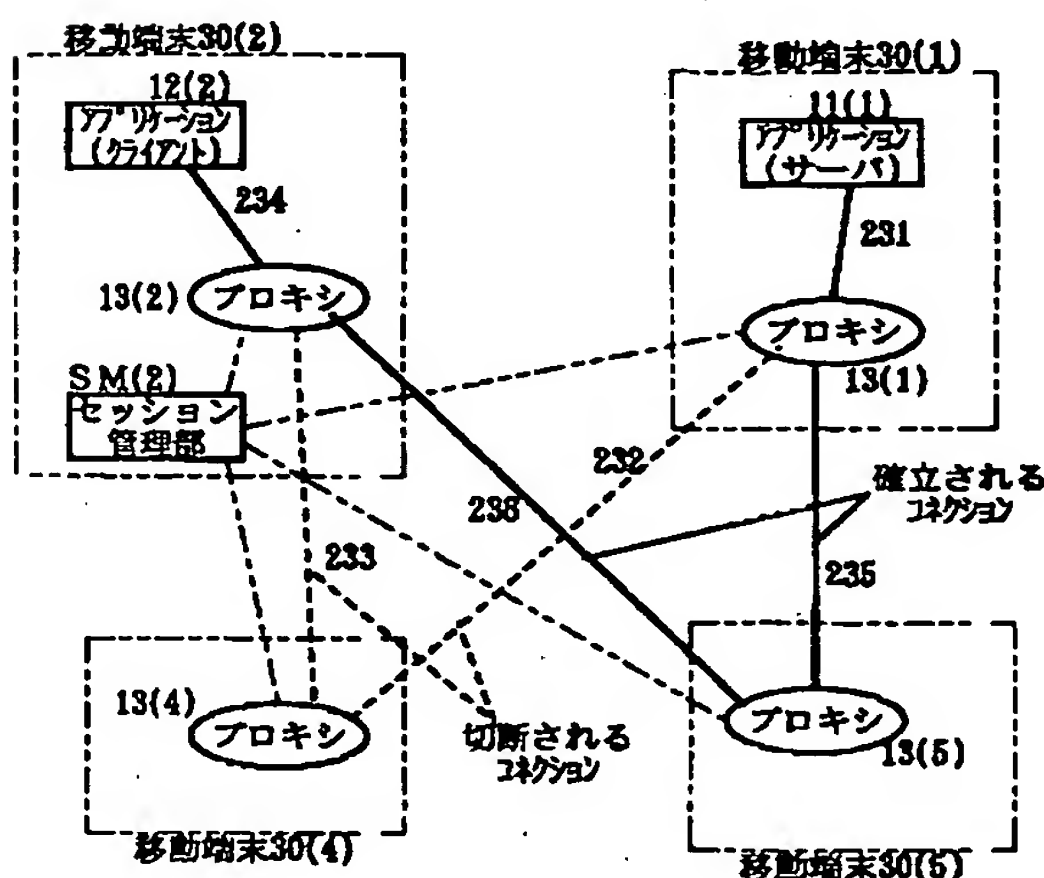 移動端末30(2)
12(2)
アプリケーション
(クライアント)
234
13(2)
プロキシ
SM(2)
セッション
管理部
移動端末30(1)
11(1)
アプリケーション
(サーバ)
231
プロキシ
13(1)
232
238
233
確立される
コネクション
235
13(4)
プロキシ
移動端末30(4)
切断される
コネクション
プロキシ
13(5)
移動端末30(5)